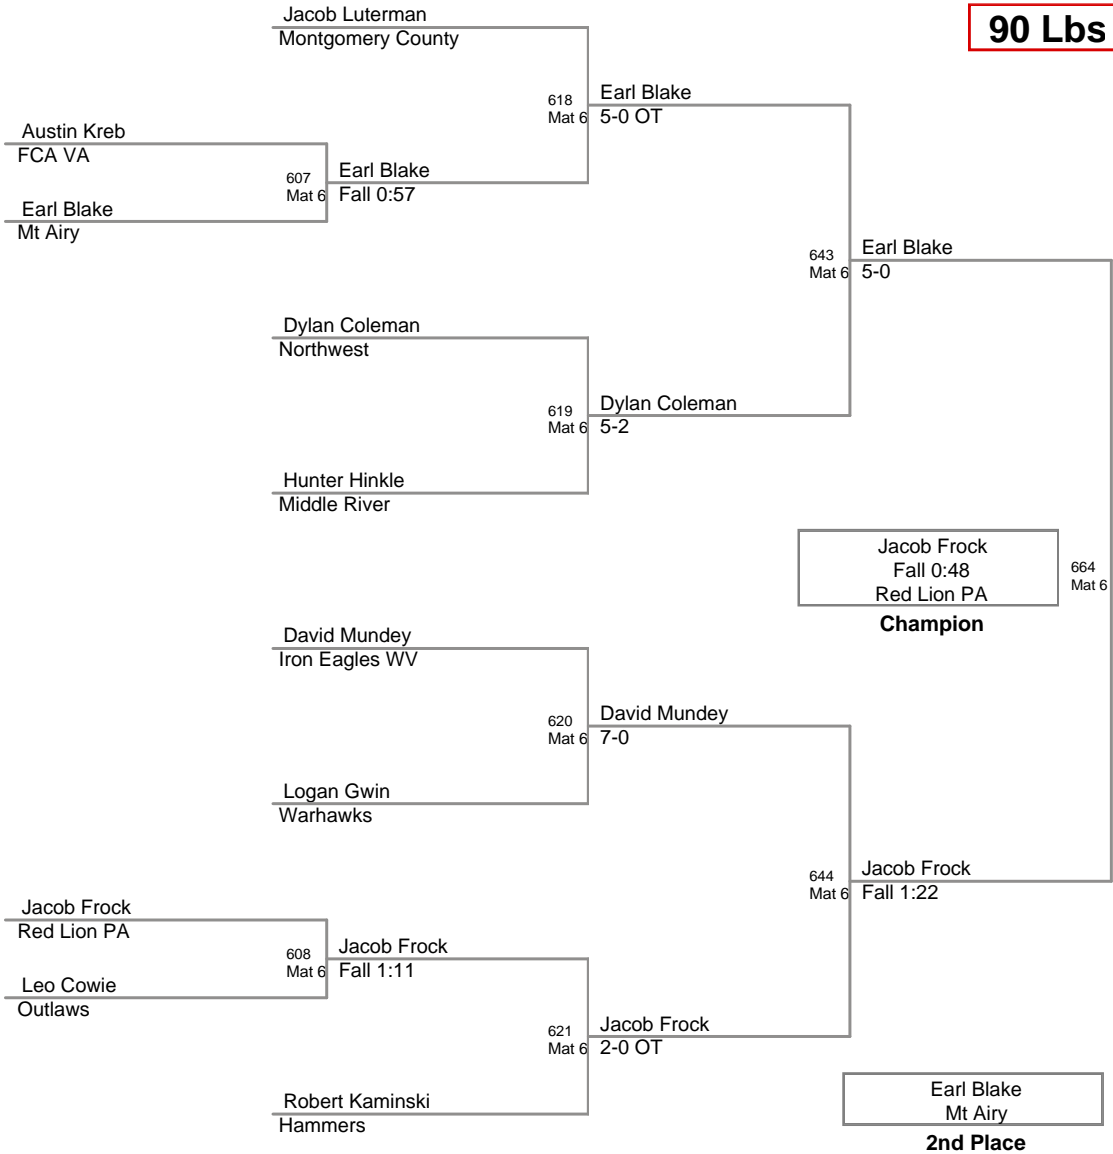 Jacob Luterman
Montgomery County
90 Lbs
618
Mat 6
Earl Blake
5-0 OT
Austin Kreb
FCA VA
607
Mat 6
Earl Blake
Fall 0:57
Earl Blake
Mt Airy
643
Mat 6
Earl Blake
5-0
Dylan Coleman
Northwest
619
Mat 6
Dylan Coleman
5-2
Hunter Hinkle
Middle River
Jacob Frock
Fall 0:48
Red Lion PA
Champion
664
Mat 6
David Mundey
Iron Eagles WV
620
Mat 6
David Mundey
7-0
Logan Gwin
Warhawks
644
Mat 6
Jacob Frock
Fall 1:22
Jacob Frock
Red Lion PA
608
Mat 6
Jacob Frock
Fall 1:11
Leo Cowie
Outlaws
621
Mat 6
Jacob Frock
2-0 OT
Robert Kaminski
Hammers
Earl Blake
Mt Airy
2nd Place